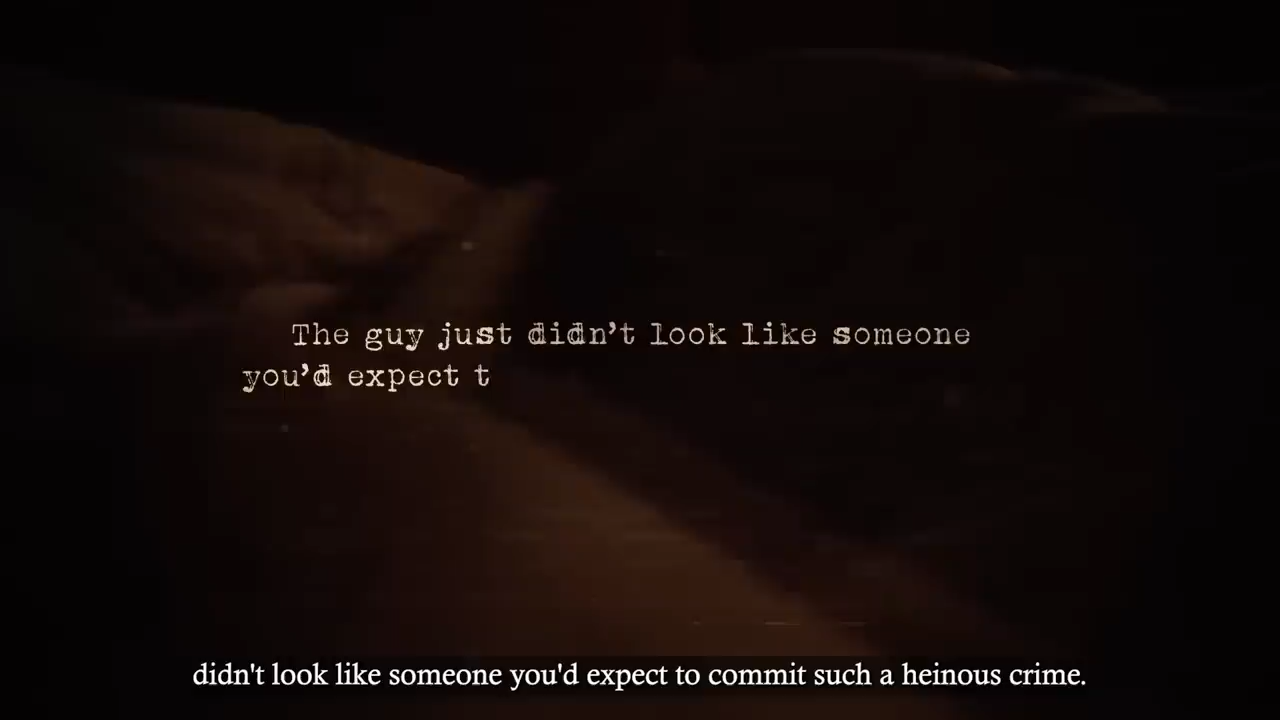 The guy just didn’t look like someone
you’d expect t
didn't look like someone you'd expect to commit such a heinous crime.